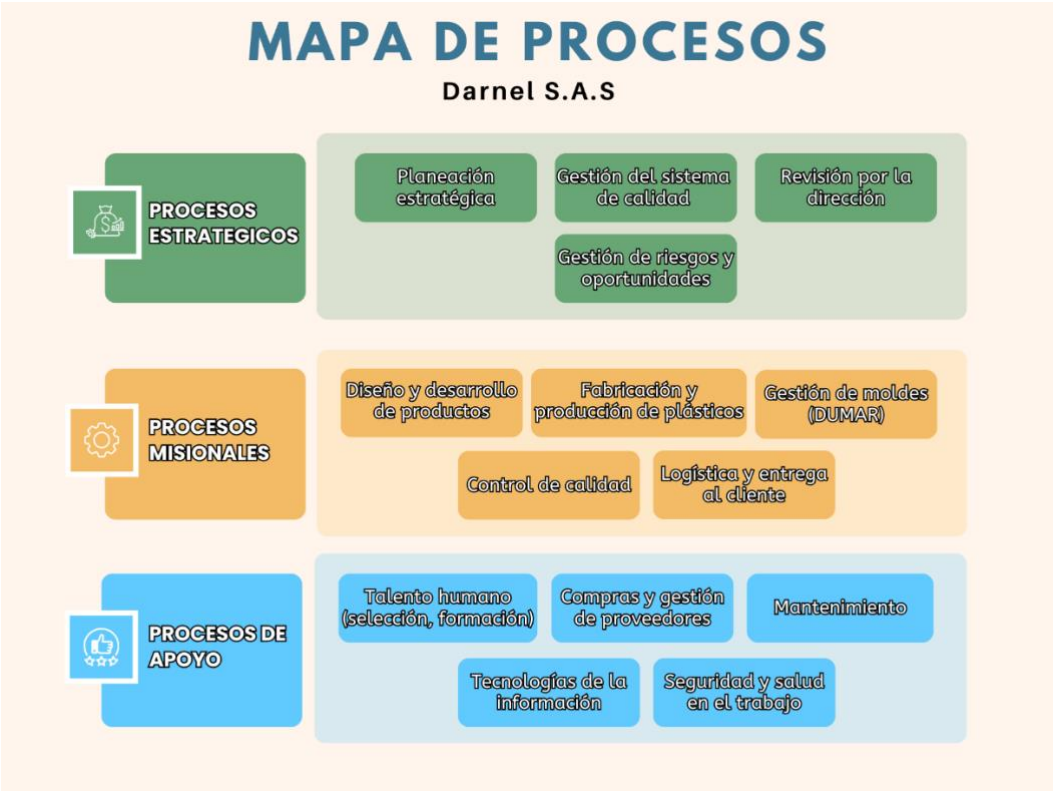 MAPA DE PROCESOS
Darnel S.A.S
PROCESOS
ESTRATEGICOS
Planeación
estratégica
Gestión del sistema
de calidad
Revisión por la
dirección
Gestión de riesgos y
oportunidades
PROCESOS
MISIONALES
Diseño y desarrollo
de productos
Fabricación y
producción de plásticos
Gestión de moldes
(DUMAR)
Control de calidad
Logística y entrega
al cliente
PROCESOS DE
APOYO
Talento humano
(selección, formación)
Compras y gestión
de proveedores
Mantenimiento
Tecnologías de la
información
Seguridad y salud
en el trabajo